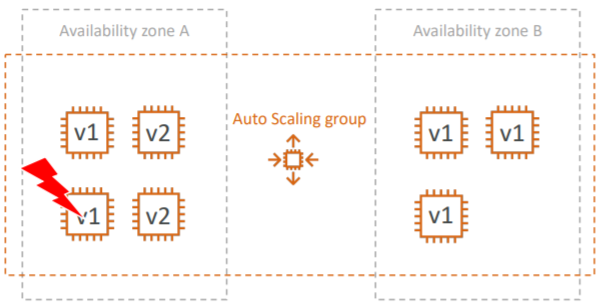 Availability zone A
Availability zone B
Auto Scaling group
v1 v2
v1 v1
v1 v2
v1